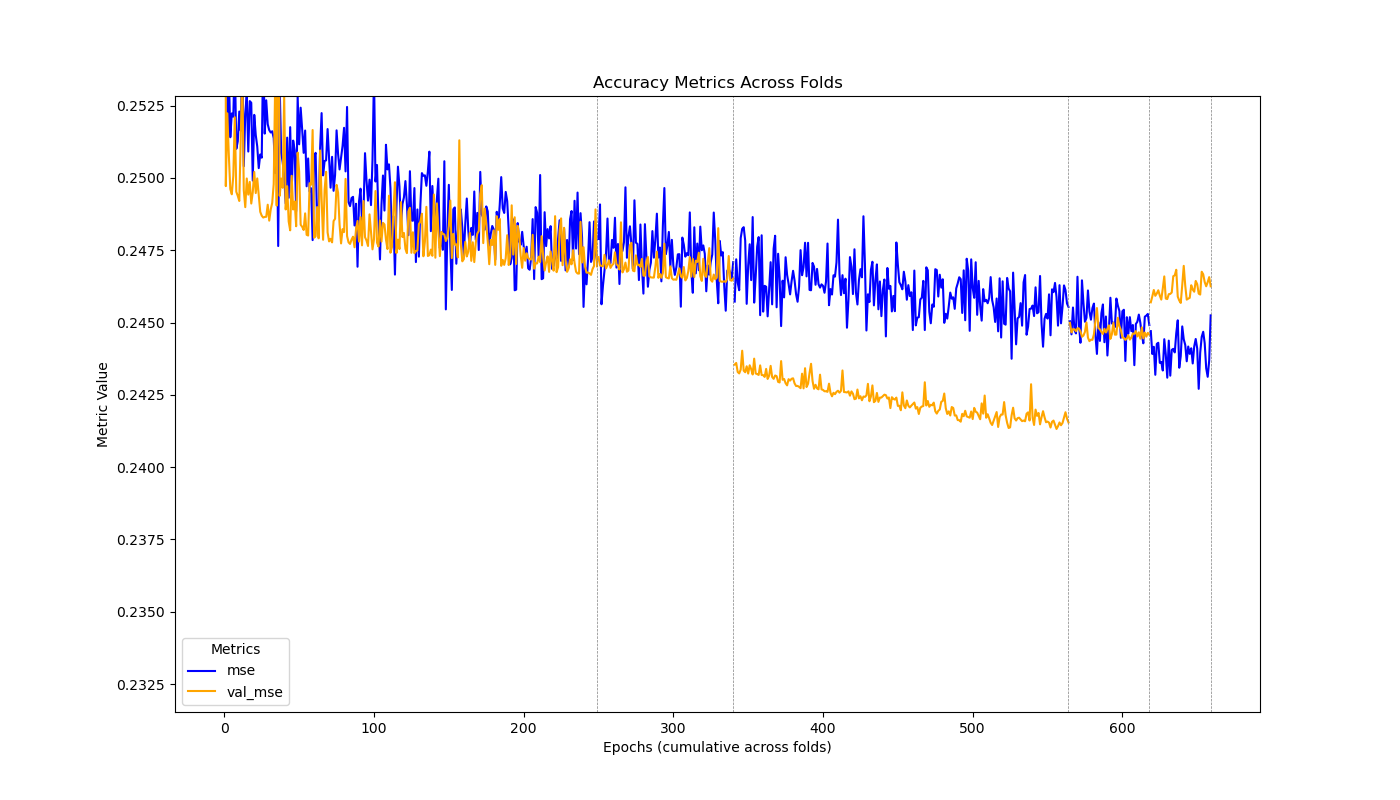 Accuracy Metrics Across Folds
0.2525
0.2500
0.2475
0.2450
0.2425
0.2400
0.2375
0.2350
0.2325
Metric Value
Metrics
mse
val_mse
0 100 200 300 400 500 600
Epochs (cumulative across folds)